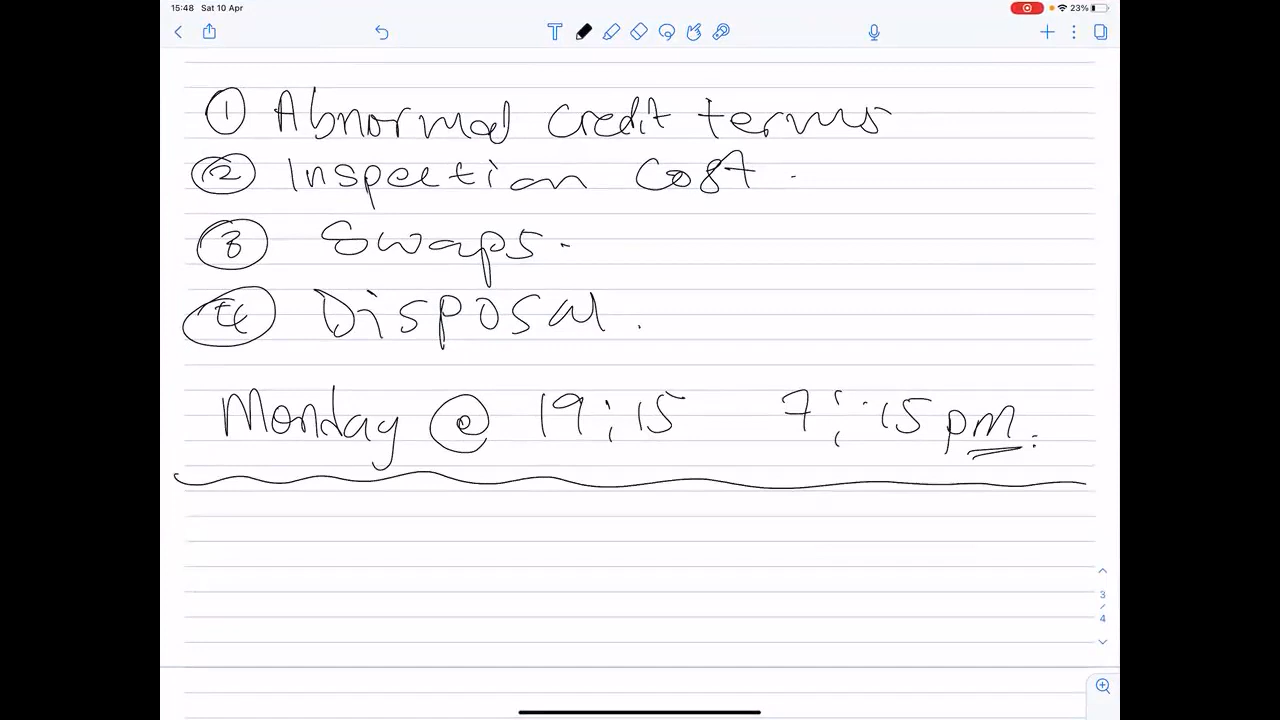 15:48 Sat 10 Apr 23%
T
① Abnormal credit terms
② Inspection Cost.
③ Swaps.
④ Disposal.
Monday @ 19:15 7:15pm.
3
/
4